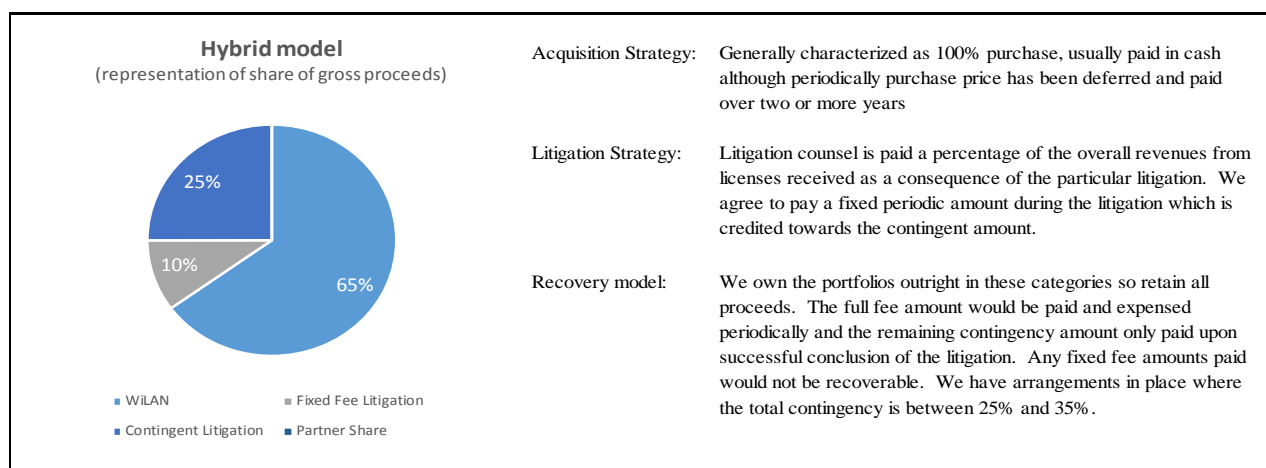 Hybrid model
(representation of share of gross proceeds)
25%
10%
65%
WiLAN
Fixed Fee Litigation
Contingent Litigation
Partner Share
Acquisition Strategy:
Generally characterized as 100% purchase, usually paid in cash
although periodically purchase price has been deferred and paid
over two or more years
Litigation Strategy:
Litigation counsel is paid a percentage of the overall revenues from
licenses received as a consequence of the particular litigation. We
agree to pay a fixed periodic amount during the litigation which is
credited towards the contingent amount.
Recovery model:
We own the portfolios outright in these categories so retain all
proceeds. The full fee amount would be paid and expensed
periodically and the remaining contingency amount only paid upon
successful conclusion of the litigation. Any fixed fee amounts paid
would not be recoverable. We have arrangements in place where
the total contingency is between 25% and 35%.